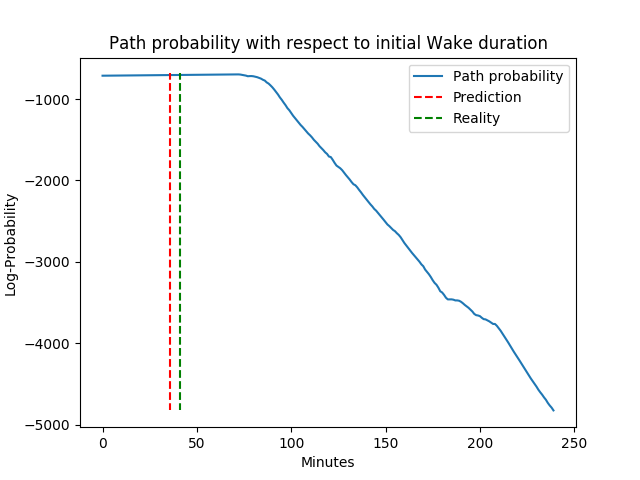 Path probability with respect to initial Wake duration
Path probability
Prediction
Reality
Log-Probability
−1000
−2000
−3000
−4000
−5000
0 50 100 150 200 250
Minutes